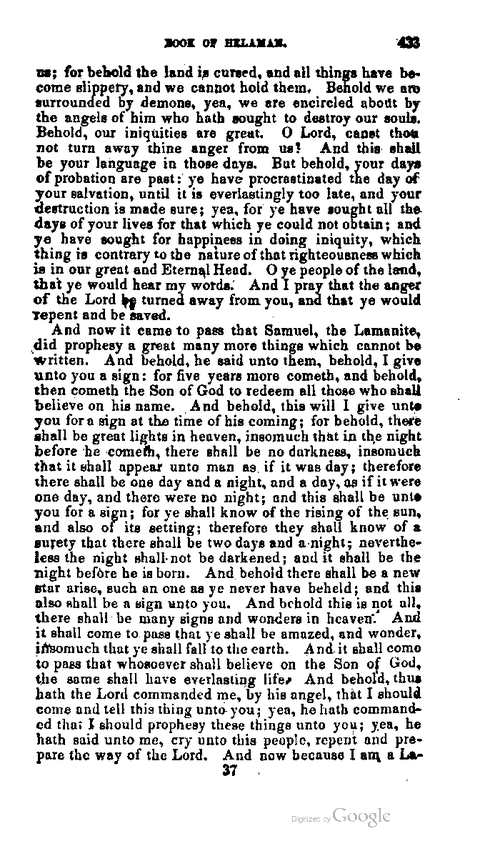 BOOK OF HELAMAN. 433
us; for behold the land is cursed, and all things have be-
come slippery, and we cannot hold them. Behold we are
surrounded by demons, yea, we are encircled about by
the angels of him who hath sought to destroy our souls.
Behold, our iniquities are great. O Lord, canst thou
not turn away thine anger from us? And this shall
be your language in those days. But behold, your days
of probation are past: ye have procrastinated the day of
your salvation, until it is everlastingly too late, and your
destruction is made sure; yea, for ye have sought all the
days of your lives for that which ye could not obtain; and
ye have sought for happiness in doing iniquity, which
thing is contrary to the nature of that righteousness which
is in our great and Eternal Head. O ye people of the land,
that ye would hear my words. And I pray that the anger
of the Lord be turned away from you, and that ye would
repent and be saved.
And now it came to pass that Samuel, the Lamanite,
did prophesy a great many more things which cannot be
written. And behold, he said unto them, behold, I give
unto you a sign: for five years more cometh, and behold,
then cometh the Son of God to redeem all those who shall
believe on his name. And behold, this will I give unto
you for a sign at the time of his coming; for behold, there
shall be great lights in heaven, insomuch that in the night
before he cometh, there shall be no darkness, insomuch
that it shall appear unto man as if it was day; therefore
there shall be one day and a night, and a day, as if it were
one day, and there were no night; and this shall be unto
you for a sign; for ye shall know of the rising of the sun,
and also of its setting; therefore they shall know of a
surety that there shall be two days and a night; neverthe-
less the night shall not be darkened; and it shall be the
night before he is born. And behold there shall be a new
star arise, such an one as ye never have beheld; and this
also shall be a sign unto you. And behold this is not all,
there shall be many signs and wonders in heaven. And
it shall come to pass that ye shall be amazed, and wonder,
insomuch that ye shall fall to the earth. And it shall come
to pass that whosoever shall believe on the Son of God,
the same shall have everlasting life. And behold, thus
hath the Lord commanded me, by his angel, that I should
come and tell this thing unto you; yea, he hath command-
ed that I should prophesy these things unto you; yea, he
hath said unto me, cry unto this people, repent and pre-
pare the way of the Lord. And now because I am a La-
37
Digitized by Google